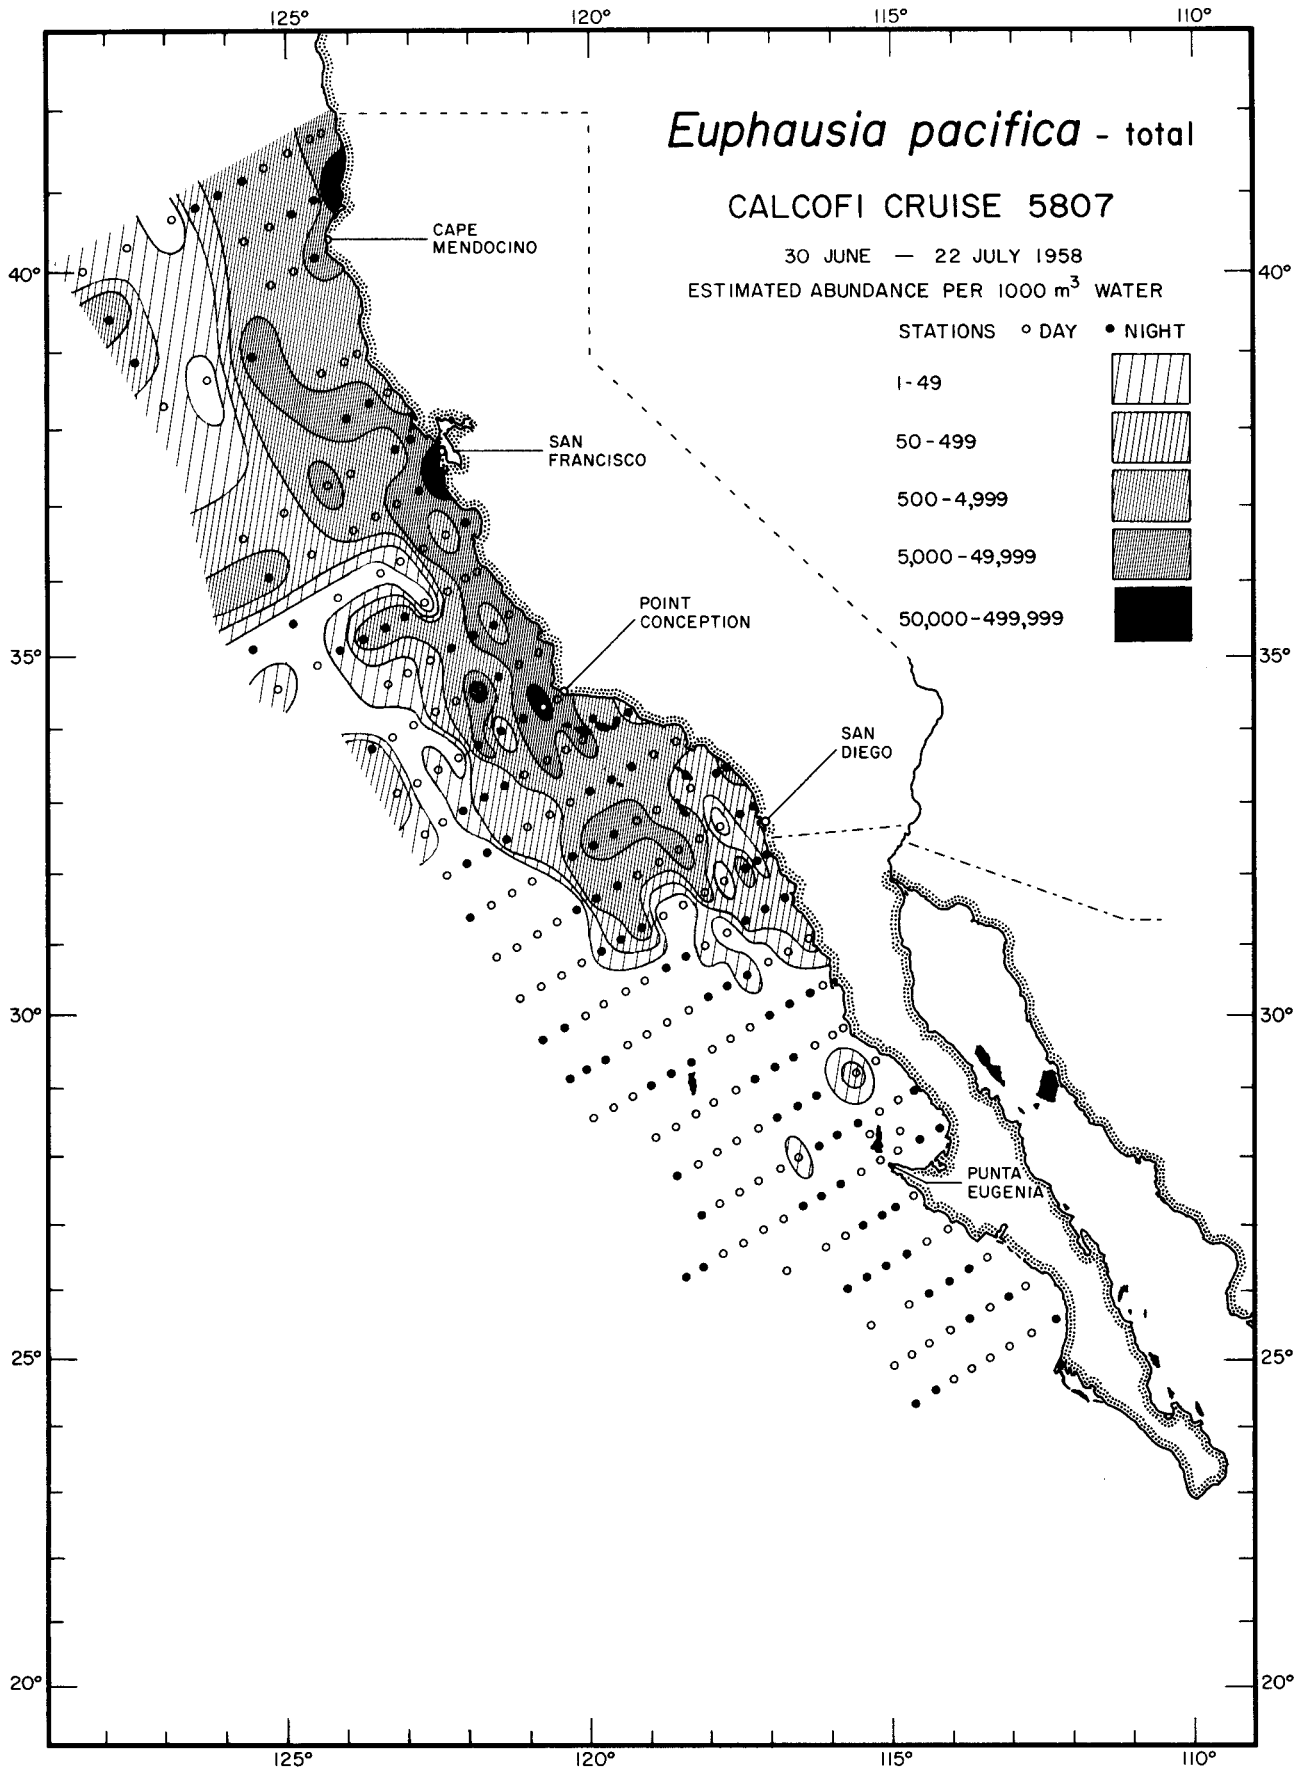 125° 120° 115° 110°
Euphausia pacifica - total
CALCOFI CRUISE 5807
30 JUNE — 22 JULY 1958
ESTIMATED ABUNDANCE PER 1000 m³ WATER
STATIONS ○ DAY ● NIGHT
1-49
50-499
500-4,999
5,000-49,999
50,000-499,999
CAPE
MENDOCINO
40° 40°
SAN
FRANCISCO
POINT
CONCEPTION
35° 35°
SAN
DIEGO
30° 30°
PUNTA
EUGENIA
25° 25°
20° 20°
125° 120° 115° 110°